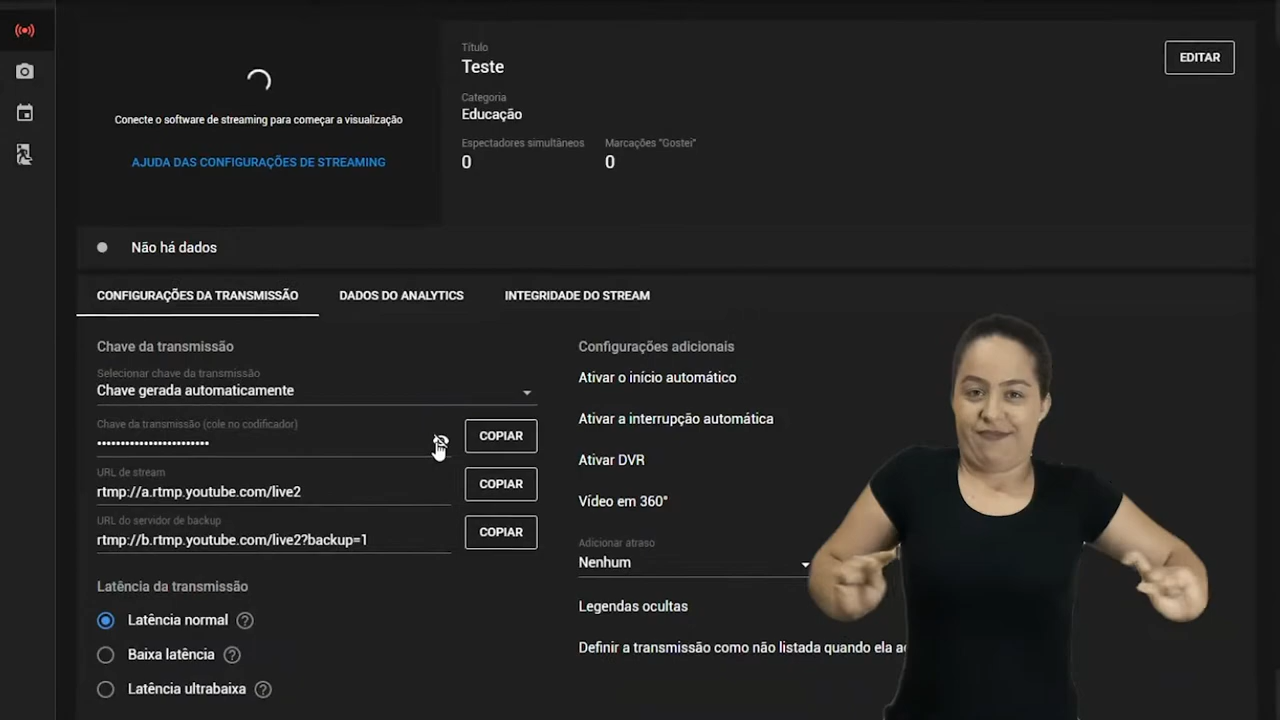 Conecte o software de streaming para começar a visualização
AJUDA DAS CONFIGURAÇÕES DE STREAMING
Título
Teste
EDITAR
Categoria
Educação
Espectadores simultâneos
Marcações "Gostei"
0
0
Não há dados
CONFIGURAÇÕES DA TRANSMISSÃO
DADOS DO ANALYTICS
INTEGRIDADE DO STREAM
Chave da transmissão
Selecionar chave da transmissão
Chave gerada automaticamente
Chave da transmissão (cole no codificador)
••••••••••••••••••••••••
COPIAR
URL de stream
rtmp://a.rtmp.youtube.com/live2
COPIAR
URL do servidor de backup
rtmp://b.rtmp.youtube.com/live2?backup=1
COPIAR
Latência da transmissão
Latência normal
Baixa latência
Latência ultrabaixa
Configurações adicionais
Ativar o início automático
Ativar a interrupção automática
Ativar DVR
Vídeo em 360°
Adicionar atraso
Nenhum
Legendas ocultas
Definir a transmissão como não listada quando ela